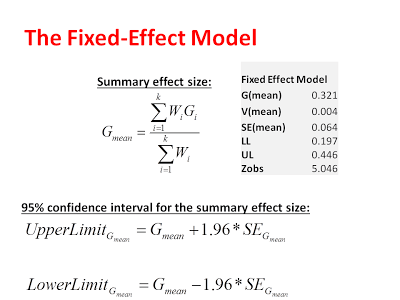 The Fixed-Effect Model
Summary effect size:
G_mean = \frac{\sum_{i=1}^{k} W_i G_i}{\sum_{i=1}^{k} W_i}
Fixed Effect Model
G(mean) 0.321
V(mean) 0.004
SE(mean) 0.064
LL 0.197
UL 0.446
Zobs 5.046
95% confidence interval for the summary effect size:
UpperLimit_{G_{mean}} = G_{mean} + 1.96 * SE_{G_{mean}}
LowerLimit_{G_{mean}} = G_{mean} − 1.96 * SE_{G_{mean}}